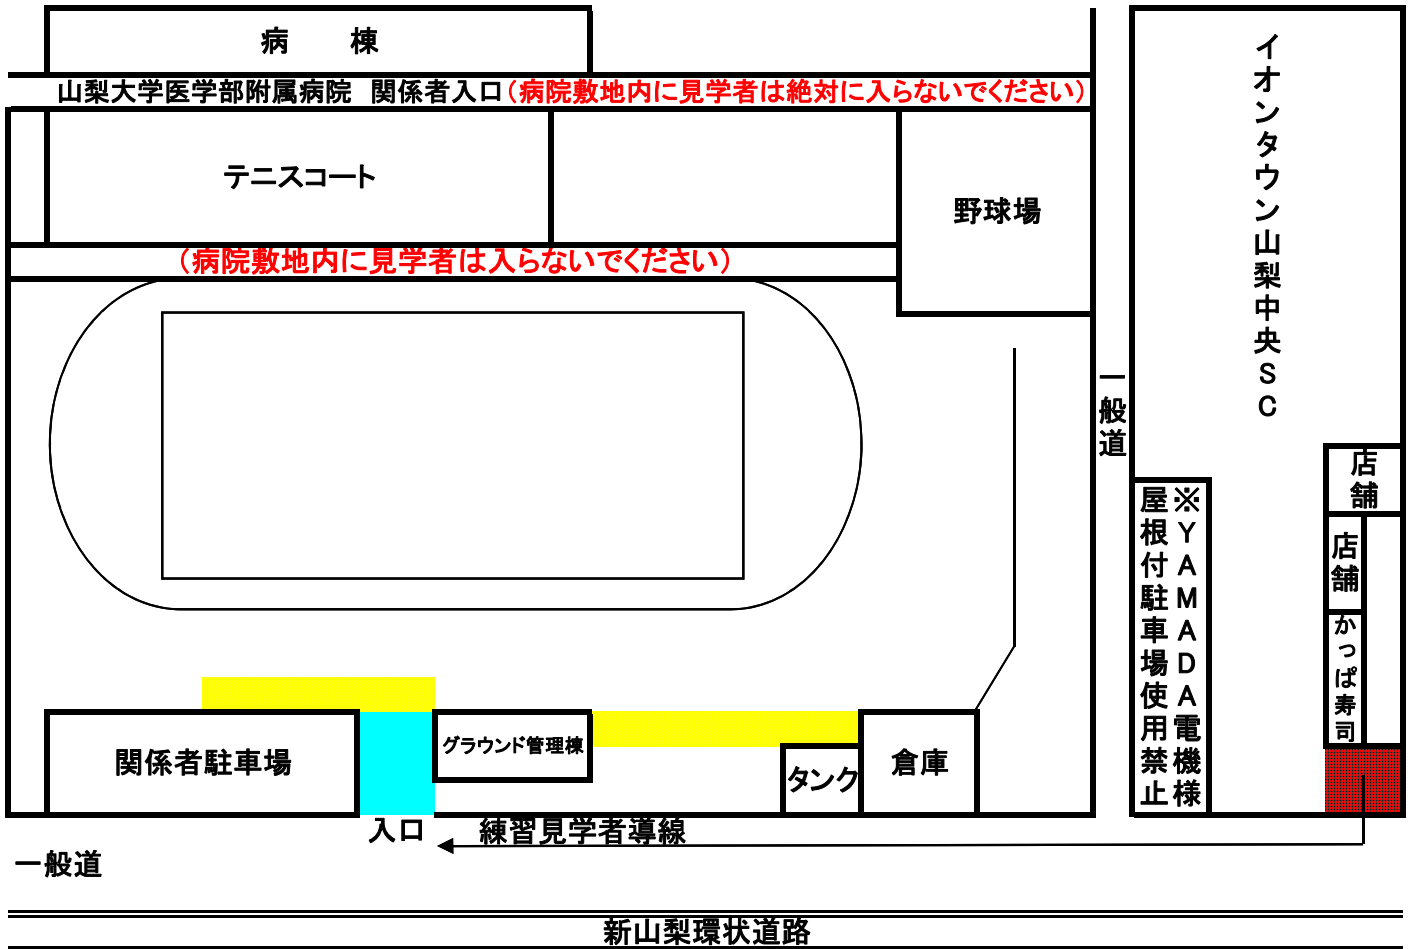 病　棟
山梨大学医学部附属病院　関係者入口（病院敷地内に見学者は絶対に入らないでください）
テニスコート
野球場
（病院敷地内に見学者は入らないでください）
イオンタウン山梨中央SC
一般道
店舗
店舗
かっぱ寿司
※YAMADA電機様
屋根付駐車場使用禁止
関係者駐車場
グラウンド管理棟
タンク
倉庫
入口
練習見学者導線
一般道
新山梨環状道路